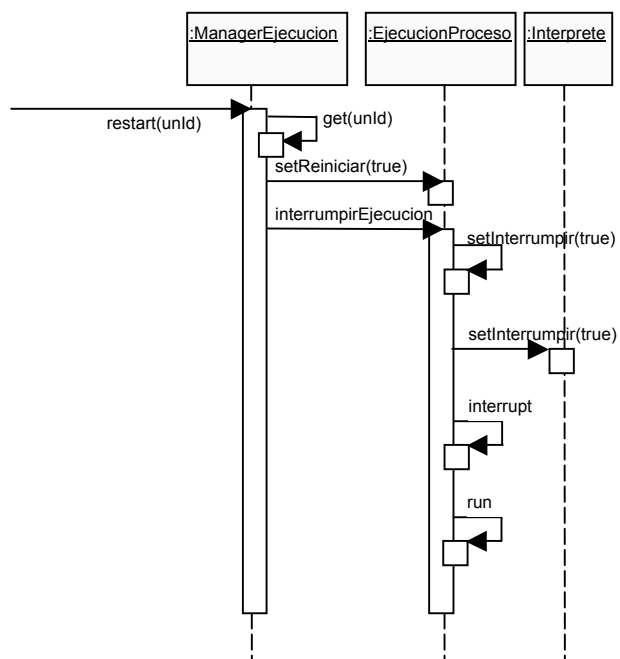 :ManagerEjecucion
:EjecucionProceso
:Interprete
restart(unId)
get(unId)
setReiniciar(true)
interrumpirEjecucion
setInterrumpir(true)
setInterrumpir(true)
interrupt
run